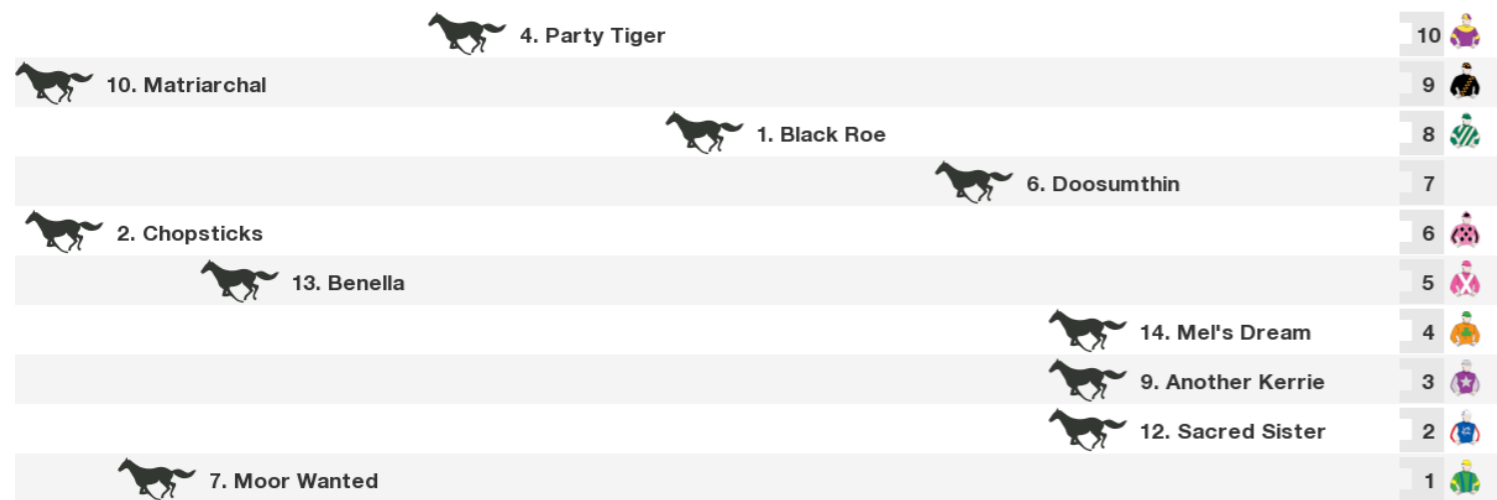 4. Party Tiger 10
10. Matriarchal 9
1. Black Roe 8
6. Doosumthin 7
2. Chopsticks 6
13. Benella 5
14. Mel's Dream 4
9. Another Kerrie 3
12. Sacred Sister 2
7. Moor Wanted 1